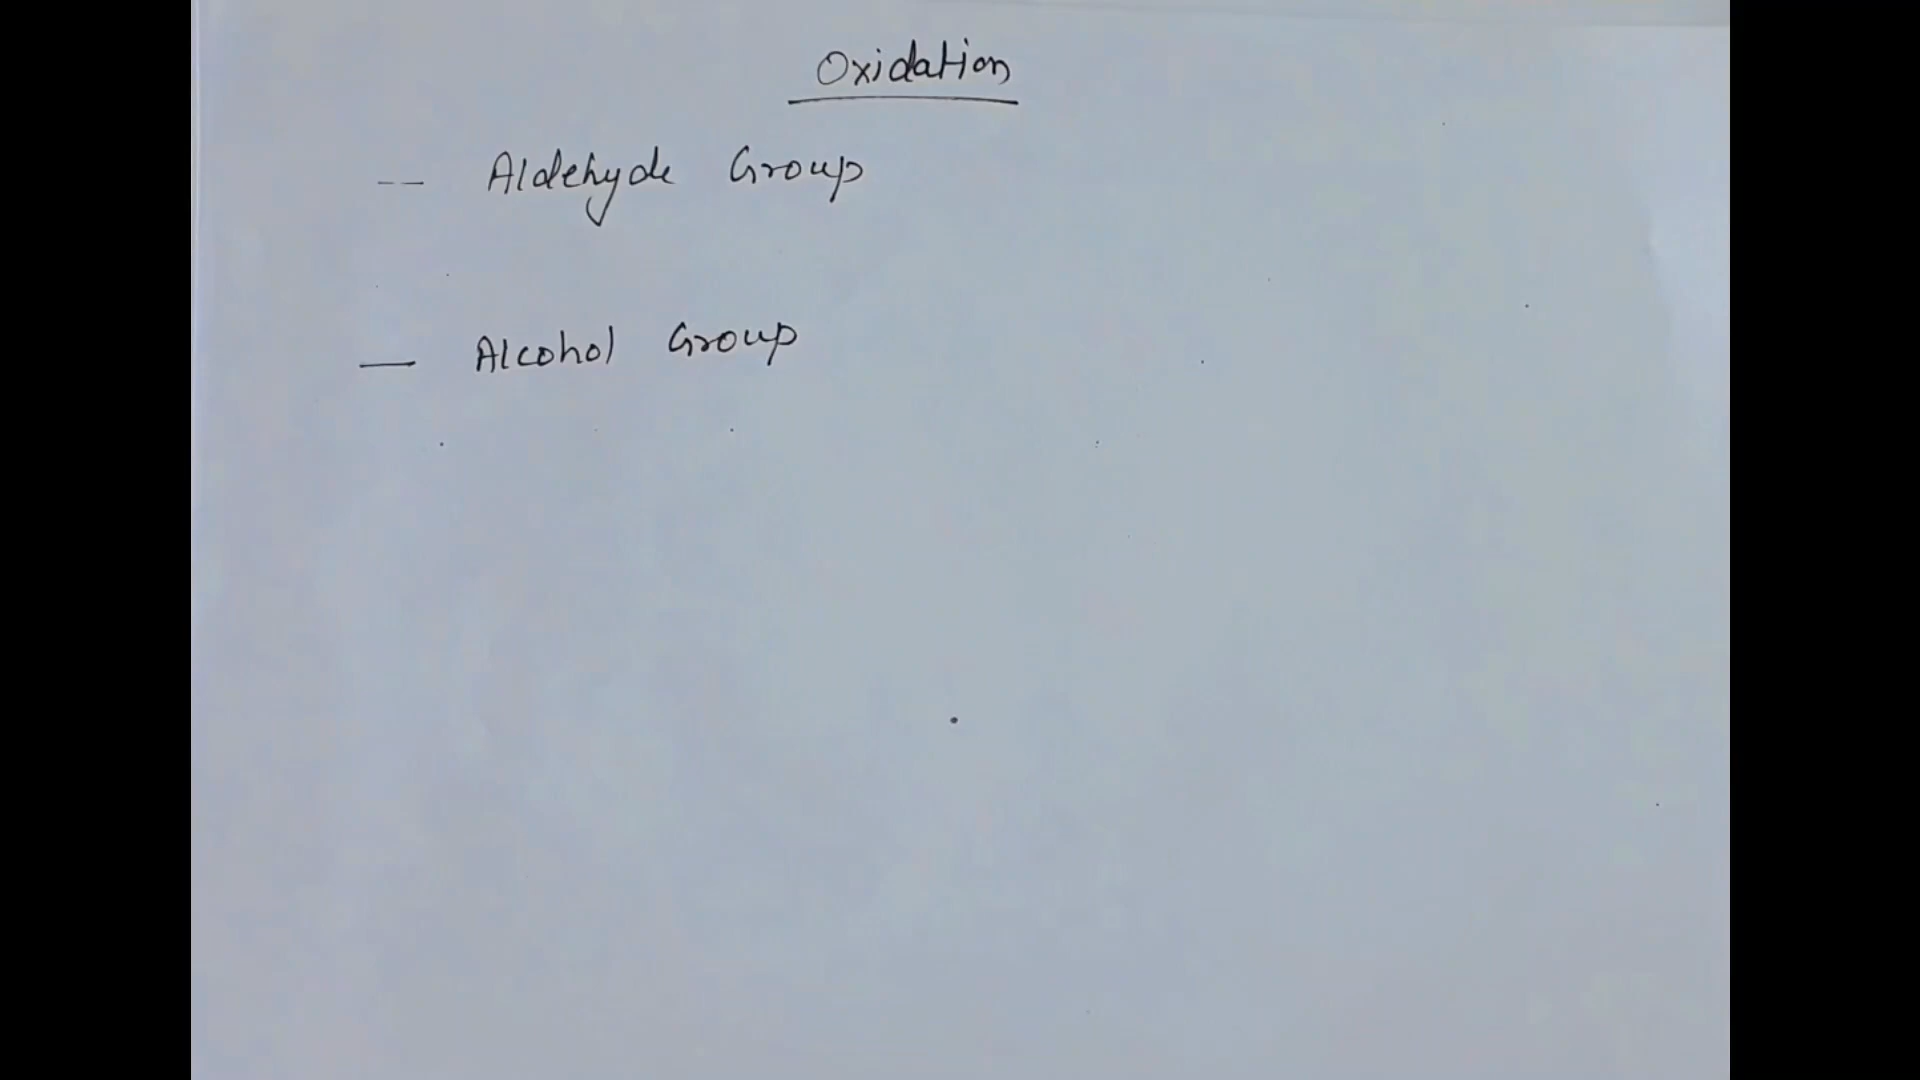 Oxidation
-- Aldehyde Group
— Alcohol Group